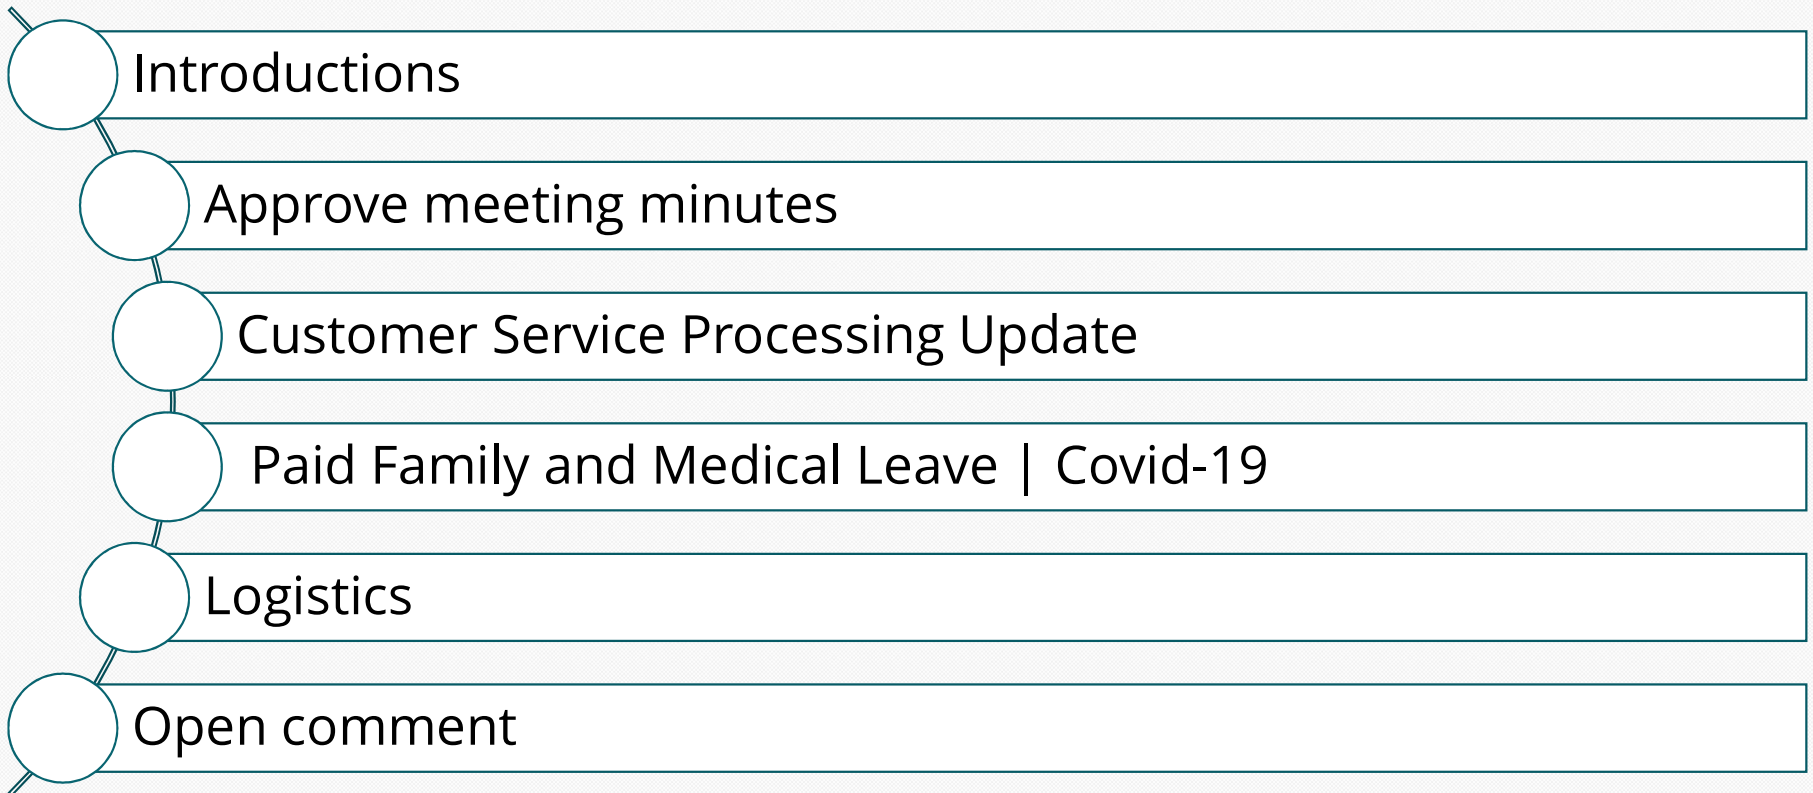 Introductions
Approve meeting minutes
Customer Service Processing Update
Paid Family and Medical Leave | Covid-19
Logistics
Open comment